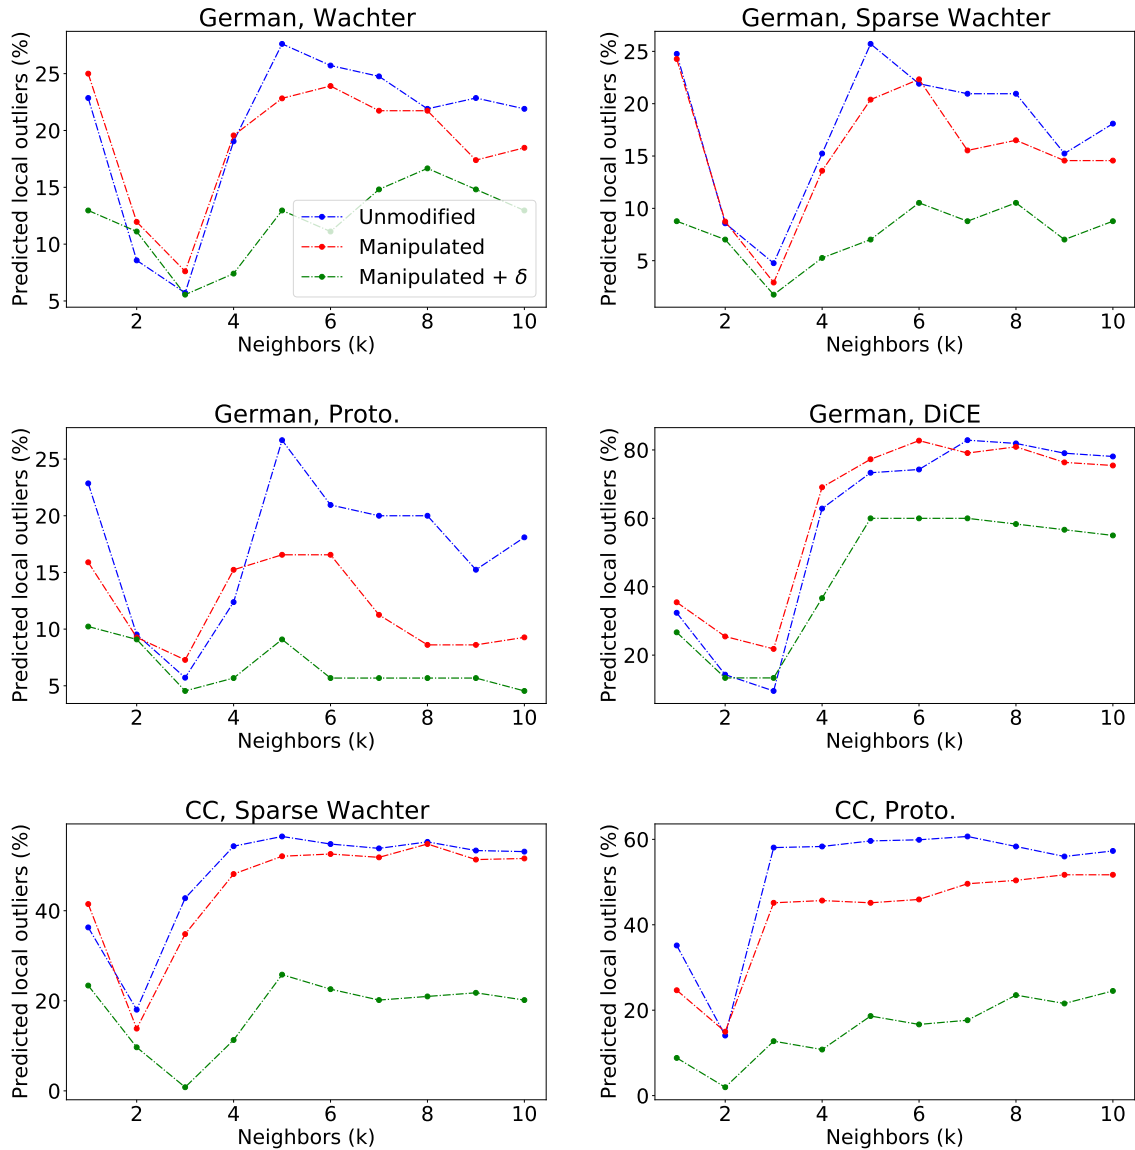 German, Wachter
Predicted local outliers (%)
25
20
15
10
5
Unmodified
Manipulated
Manipulated + δ
2 4 6 8 10
Neighbors (k)
German, Sparse Wachter
Predicted local outliers (%)
25
20
15
10
5
2 4 6 8 10
Neighbors (k)
German, Proto.
Predicted local outliers (%)
25
20
15
10
5
2 4 6 8 10
Neighbors (k)
German, DiCE
Predicted local outliers (%)
80
60
40
20
2 4 6 8 10
Neighbors (k)
CC, Sparse Wachter
Predicted local outliers (%)
40
20
0
2 4 6 8 10
Neighbors (k)
CC, Proto.
Predicted local outliers (%)
60
40
20
0
2 4 6 8 10
Neighbors (k)